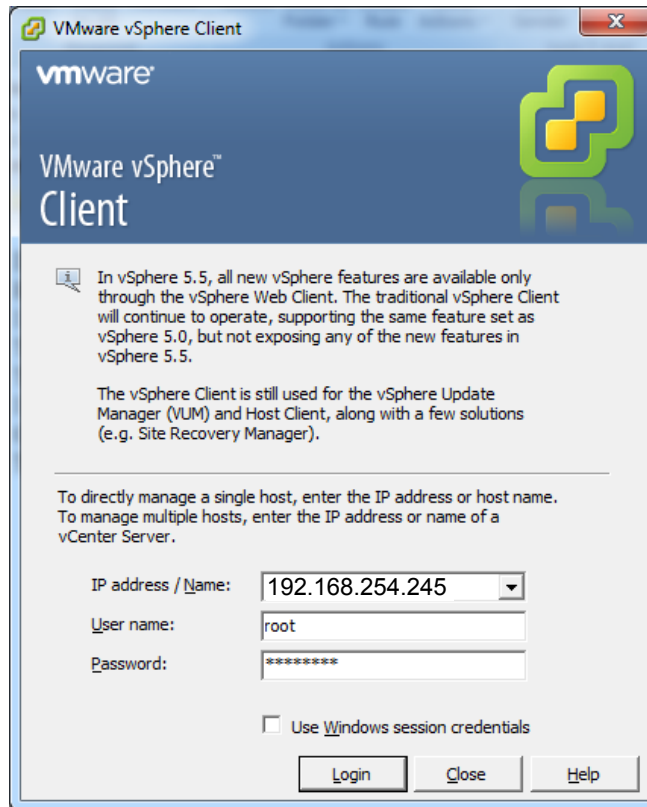 VMware vSphere Client
vmware®
VMware vSphere™
Client
In vSphere 5.5, all new vSphere features are available only
through the vSphere Web Client. The traditional vSphere Client
will continue to operate, supporting the same feature set as
vSphere 5.0, but not exposing any of the new features in
vSphere 5.5.
The vSphere Client is still used for the vSphere Update
Manager (VUM) and Host Client, along with a few solutions
(e.g. Site Recovery Manager).
To directly manage a single host, enter the IP address or host name.
To manage multiple hosts, enter the IP address or name of a
vCenter Server.
IP address / Name: 192.168.254.245
User name: root
Password: ********
Use Windows session credentials
Login Close Help